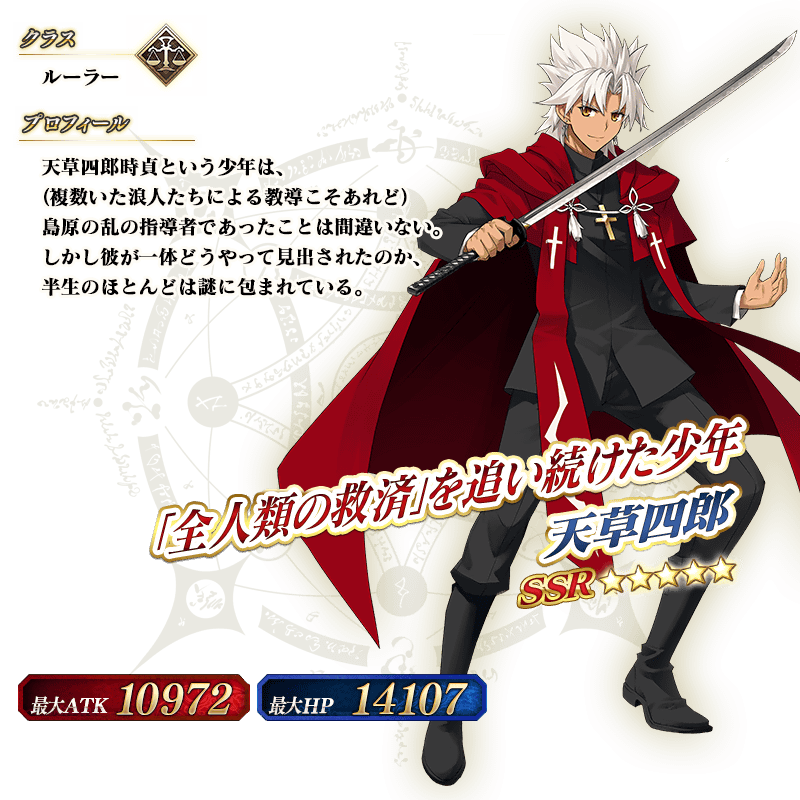 クラス
ルーラー
プロフィール
天草四郎時貞という少年は、
(複数いた浪人たちによる教導こそあれど)
島原の乱の指導者であったことは間違いない。
しかし彼が一体どうやって見出されたのか、
半生のほとんどは謎に包まれている。
「全人類の救済」を追い続けた少年
天草四郎
SSR ★★★★★
最大ATK 10972
最大HP 14107